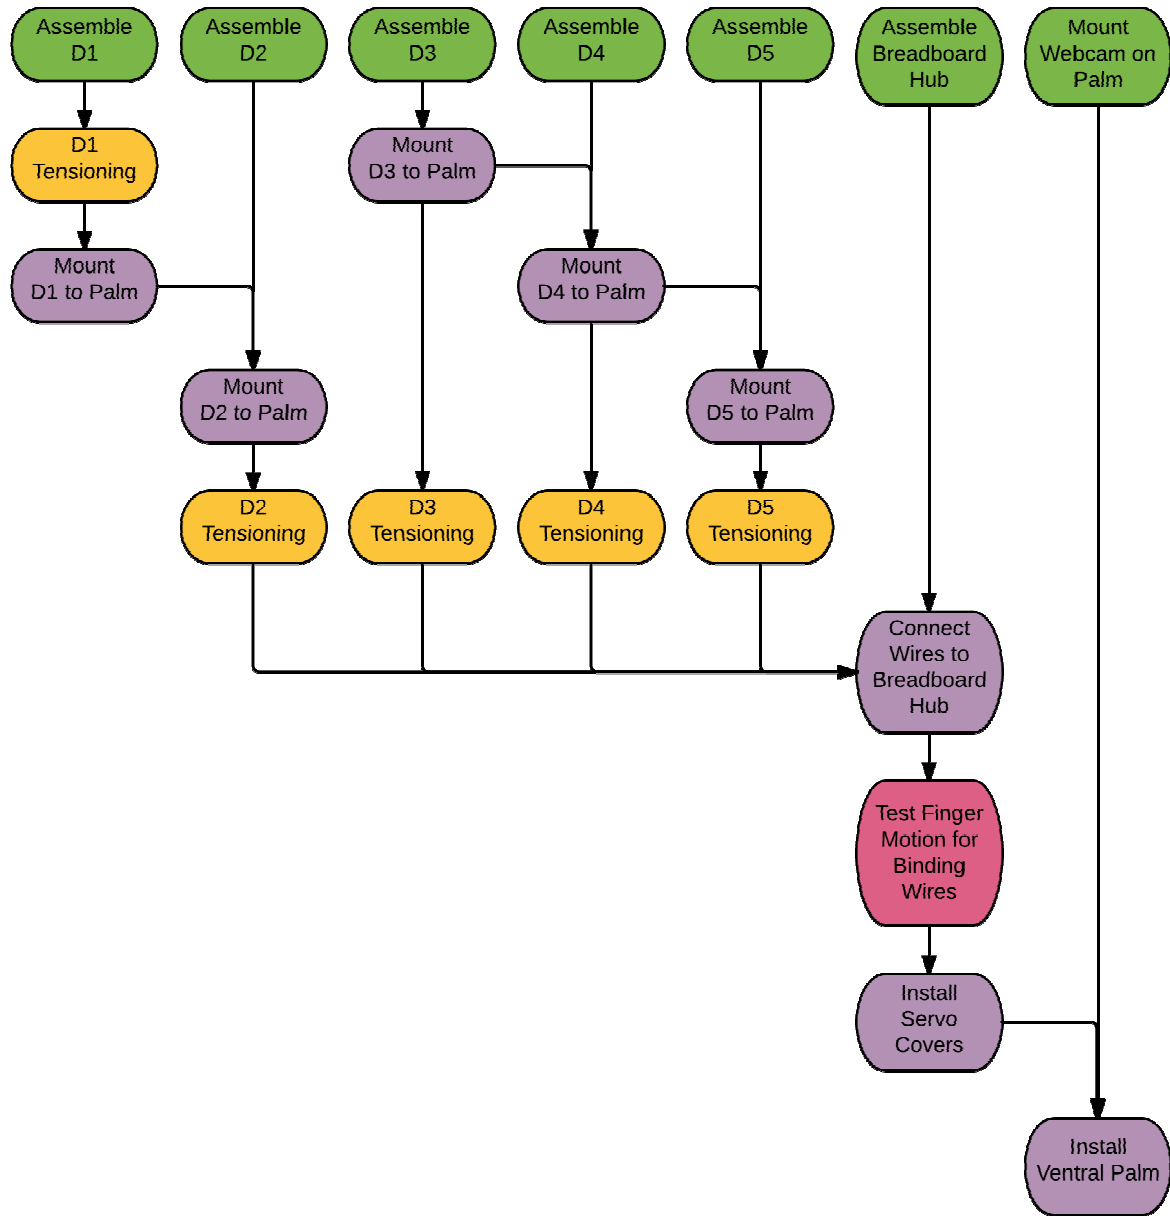 Assemble
D1
Assemble
D2
Assemble
D3
Assemble
D4
Assemble
D5
Assemble
Breadboard
Hub
Mount
Webcam on
Palm
D1
Tensioning
Mount
D3 to Palm
Mount
D1 to Palm
Mount
D4 to Palm
Mount
D2 to Palm
Mount
D5 to Palm
D2
Tensioning
D3
Tensioning
D4
Tensioning
D5
Tensioning
Connect
Wires to
Breadboard
Hub
Test Finger
Motion for
Binding
Wires
Install
Servo
Covers
Install
Ventral Palm